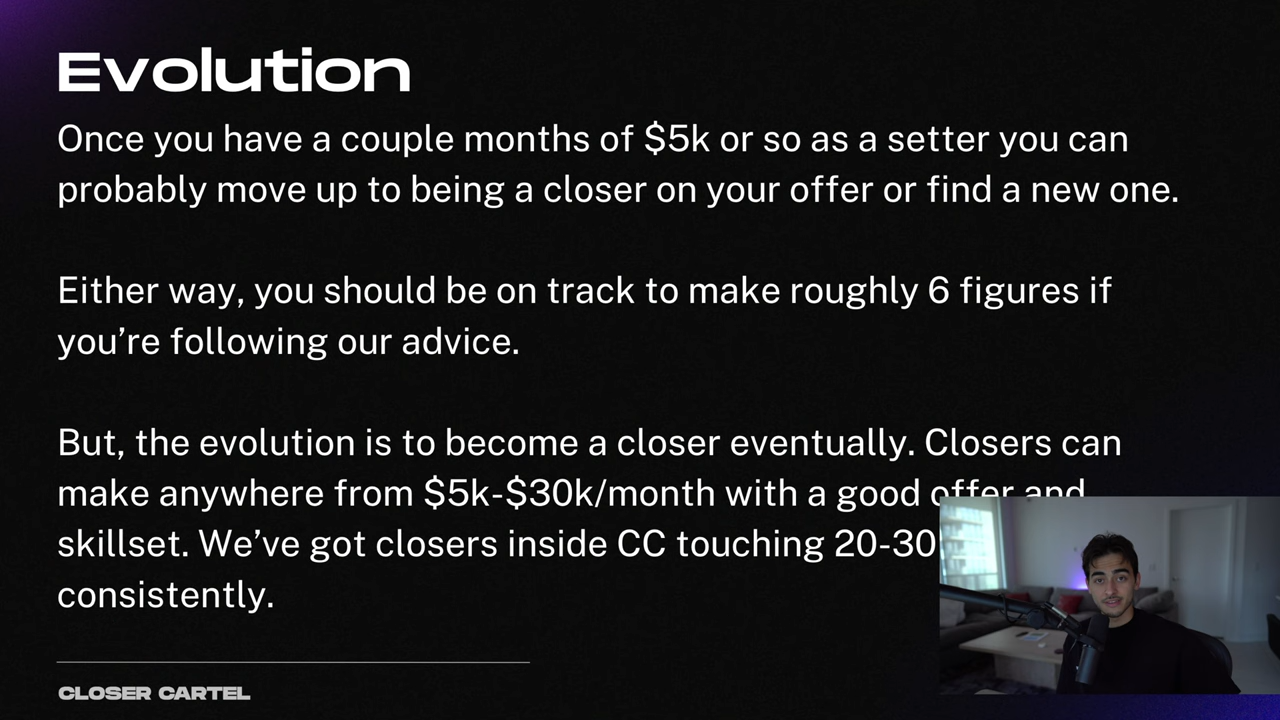 Evolution
Once you have a couple months of $5k or so as a setter you can
probably move up to being a closer on your offer or find a new one.
Either way, you should be on track to make roughly 6 figures if
you’re following our advice.
But, the evolution is to become a closer eventually. Closers can
make anywhere from $5k-$30k/month with a good offer and
skillset. We’ve got closers inside CC touching 20-30
consistently.
CLOSER CARTEL